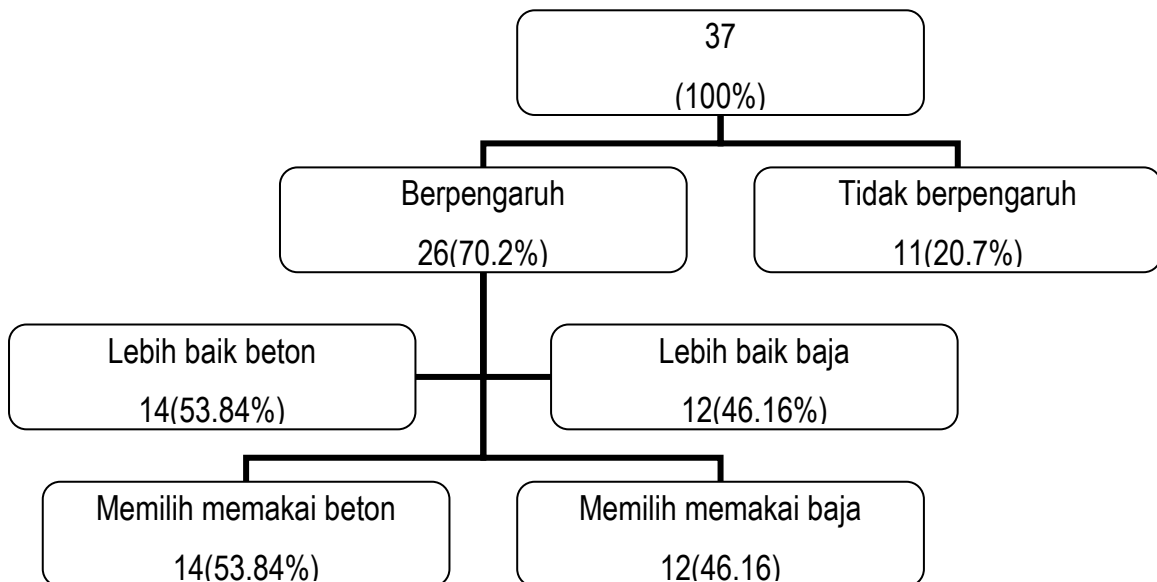 37
(100%)
Berpengaruh
26(70.2%)
Tidak berpengaruh
11(20.7%)
Lebih baik beton
14(53.84%)
Lebih baik baja
12(46.16%)
Memilih memakai beton
14(53.84%)
Memilih memakai baja
12(46.16)